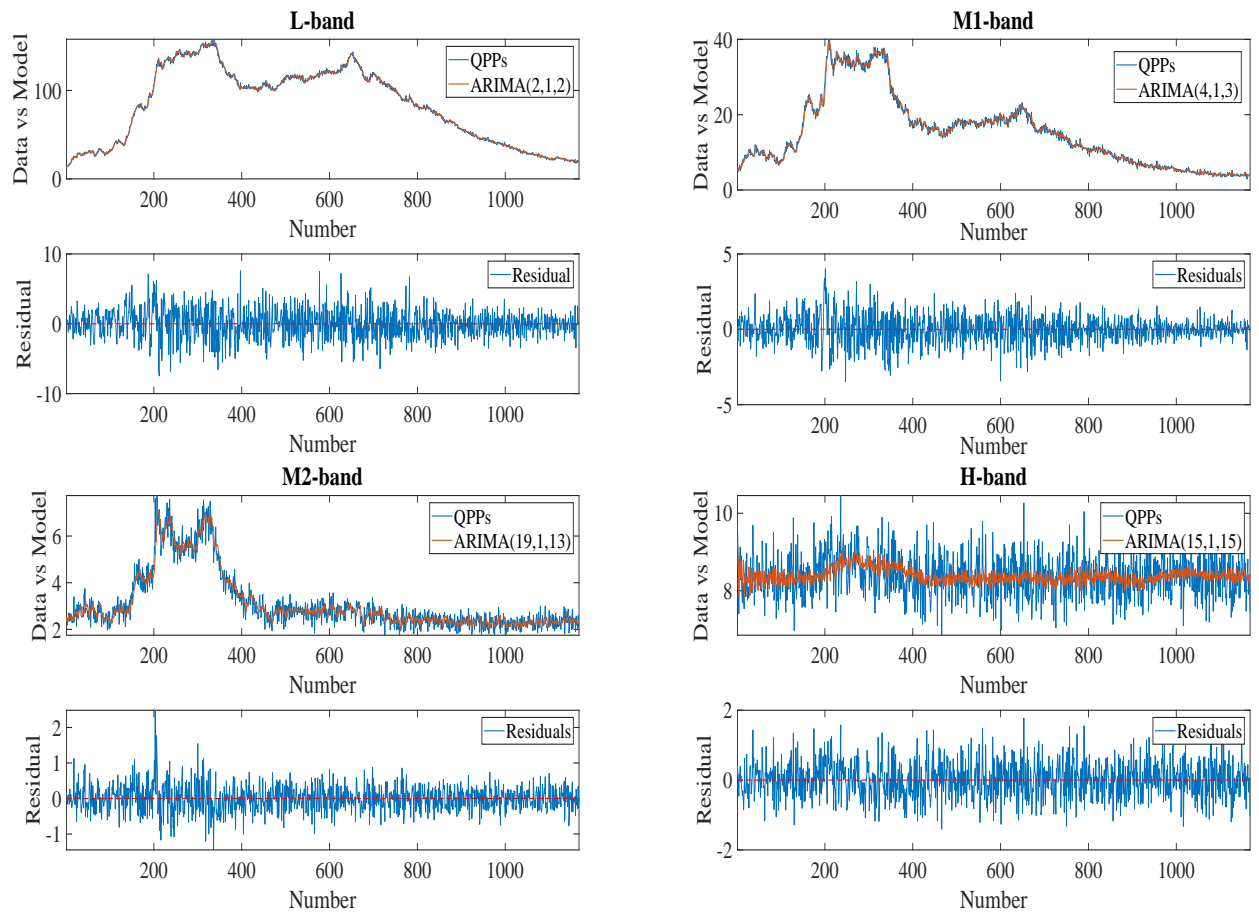 L-band
Data vs Model
100
0
QPPs
ARIMA(2,1,2)
200 400 600 800 1000
Number
Residual
10
0
-10
Residual
200 400 600 800 1000
Number
M1-band
Data vs Model
40
20
0
QPPs
ARIMA(4,1,3)
200 400 600 800 1000
Number
Residual
5
0
-5
Residuals
200 400 600 800 1000
Number
M2-band
Data vs Model
6
4
2
QPPs
ARIMA(19,1,13)
200 400 600 800 1000
Number
Residual
2
1
0
-1
Residuals
200 400 600 800 1000
Number
H-band
Data vs Model
10
8
QPPs
ARIMA(15,1,15)
200 400 600 800 1000
Number
Residual
2
0
-2
Residuals
200 400 600 800 1000
Number